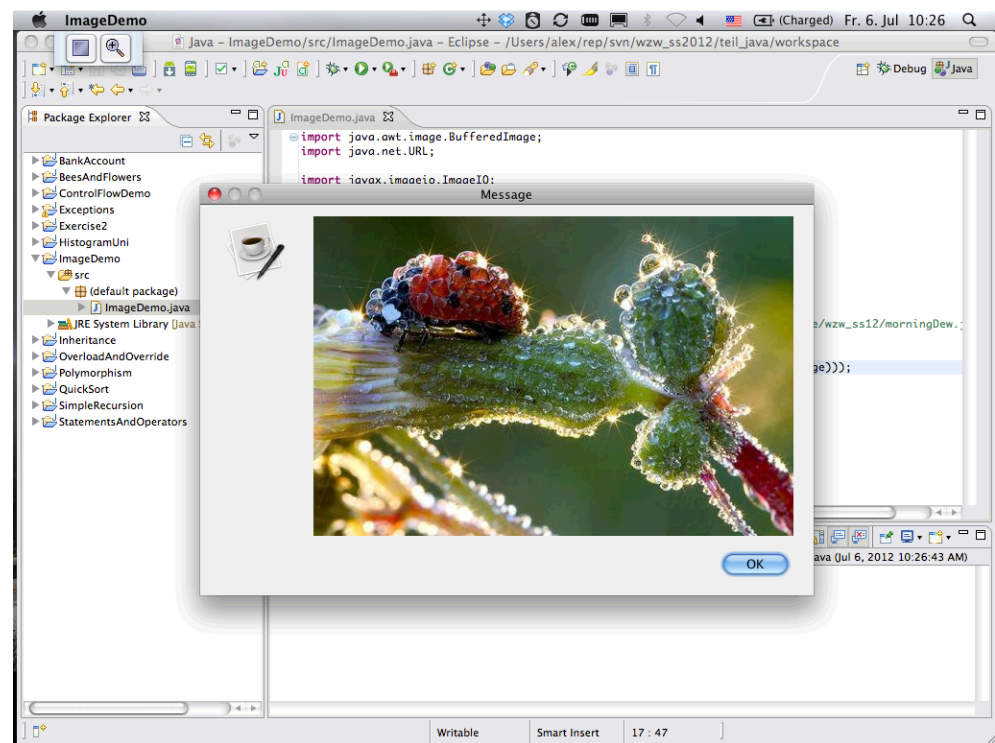 ImageDemo
(Charged) Fr. 6. Jul 10:26
Java – ImageDemo/src/ImageDemo.java – Eclipse – /Users/alex/rep/svn/wzw_ss2012/teil_java/workspace
Debug
Java
Package Explorer
ImageDemo.java
BankAccount
BeesAndFlowers
ControlFlowDemo
Exceptions
Exercise2
HistogramUni
ImageDemo
src
(default package)
ImageDemo.java
JRE System Library [Java
Inheritance
OverloadAndOverride
Polymorphism
QuickSort
SimpleRecursion
StatementsAndOperators
import java.awt.image.BufferedImage;
import java.net.URL;
import javax.imageio.ImageIO;
Message
e/wzw_ss12/morningDew.j
ge)));
OK
ava (Jul 6, 2012 10:26:43 AM)
Writable
Smart Insert
17 : 47